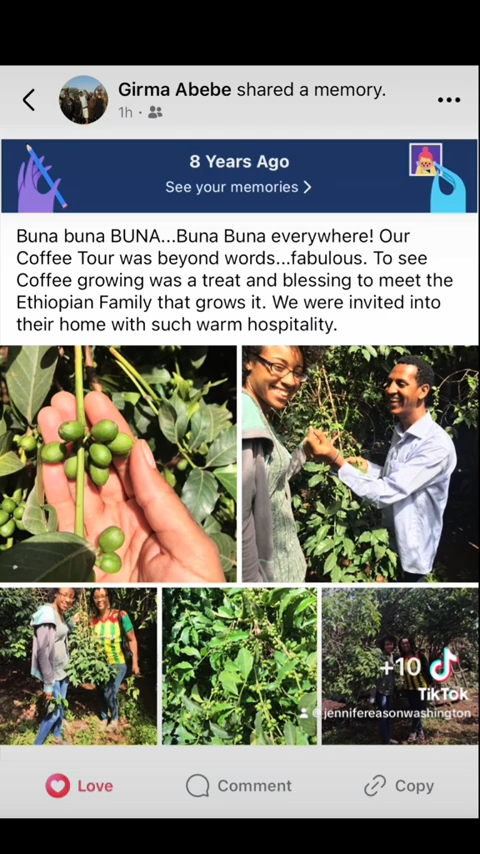 Girma Abebe shared a memory.
1h ·
8 Years Ago
See your memories
Buna buna BUNA...Buna Buna everywhere! Our
Coffee Tour was beyond words...fabulous. To see
Coffee growing was a treat and blessing to meet the
Ethiopian Family that grows it. We were invited into
their home with such warm hospitality.
+10
TikTok
@jennifereasonwashington
Love
Comment
Copy